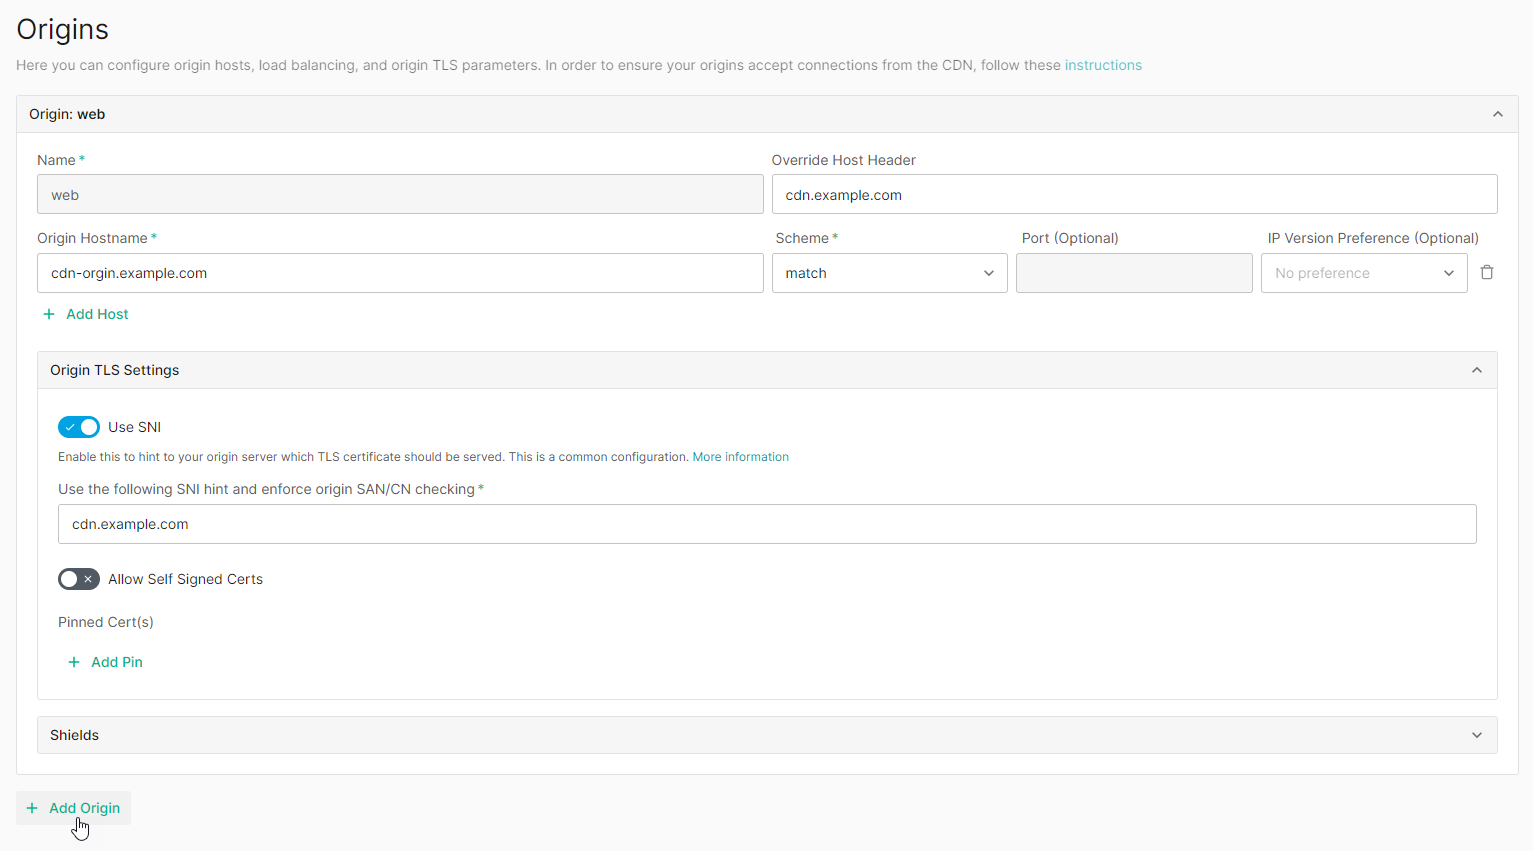 Origins
Here you can configure origin hosts, load balancing, and origin TLS parameters. In order to ensure your origins accept connections from the CDN, follow these instructions
Origin: web
Name * Override Host Header
web cdn.example.com
Origin Hostname * Scheme * Port (Optional) IP Version Preference (Optional)
cdn-orgin.example.com match No preference
+ Add Host
Origin TLS Settings
Use SNI
Enable this to hint to your origin server which TLS certificate should be served. This is a common configuration. More information
Use the following SNI hint and enforce origin SAN/CN checking *
cdn.example.com
Allow Self Signed Certs
Pinned Cert(s)
+ Add Pin
Shields
+ Add Origin